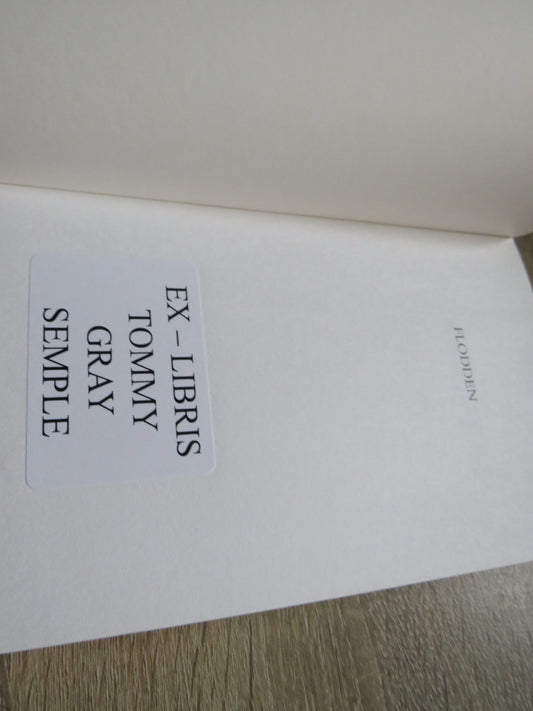 FLODDEN
EX – LIBRIS
TOMMY
GRAY
SEMPLE